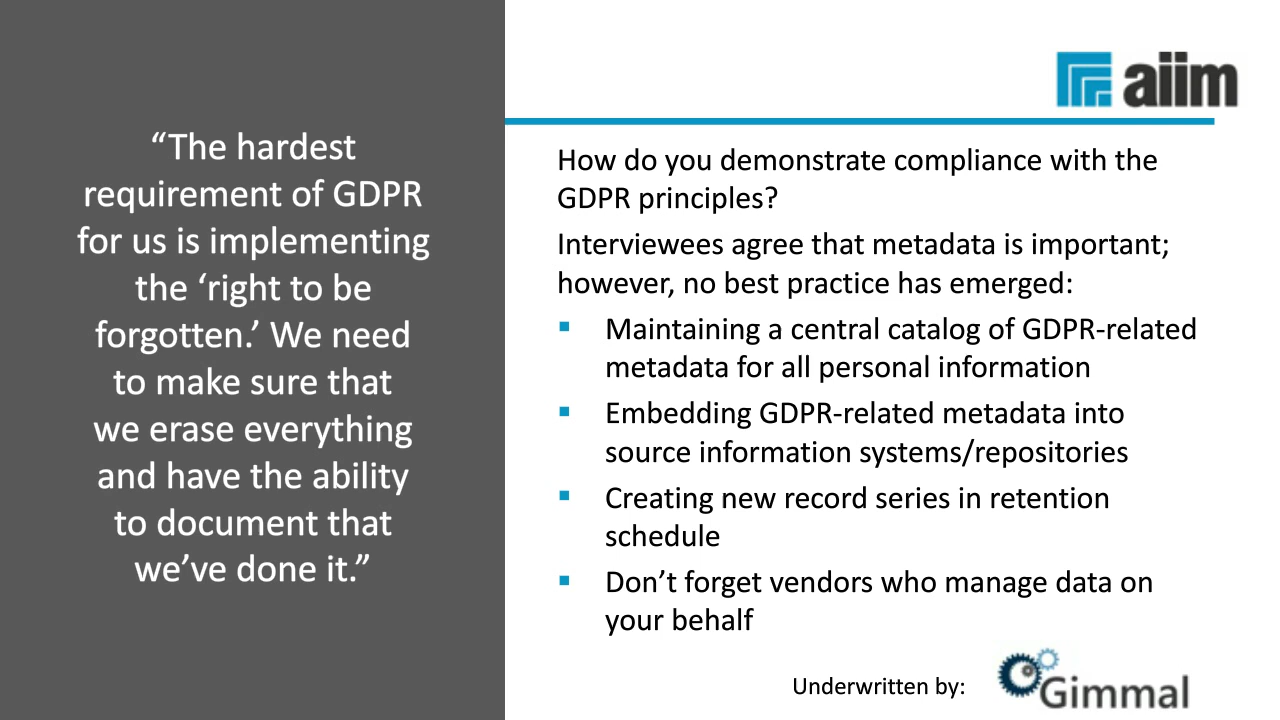 “The hardest
requirement of GDPR
for us is implementing
the ‘right to be
forgotten.’ We need
to make sure that
we erase everything
and have the ability
to document that
we’ve done it.”
aiim
How do you demonstrate compliance with the
GDPR principles?
Interviewees agree that metadata is important;
however, no best practice has emerged:
▪ Maintaining a central catalog of GDPR-related
metadata for all personal information
▪ Embedding GDPR-related metadata into
source information systems/repositories
▪ Creating new record series in retention
schedule
▪ Don’t forget vendors who manage data on
your behalf
Underwritten by:
Gimmal